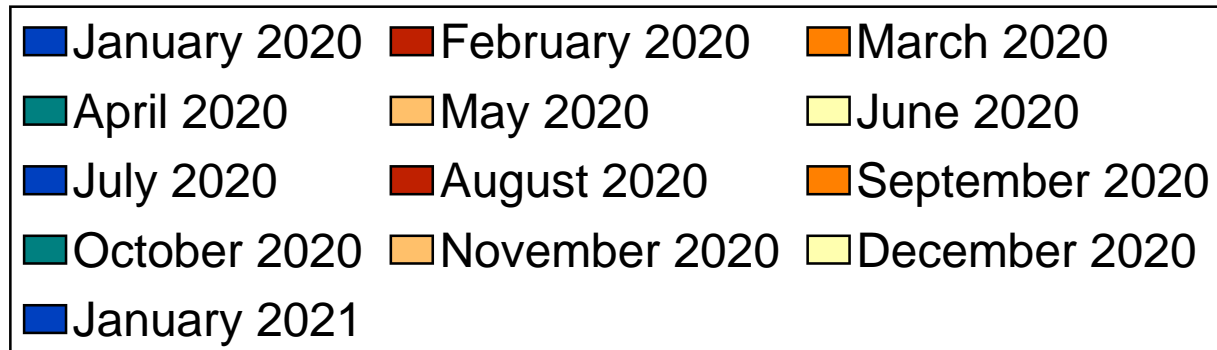 January 2020 February 2020 March 2020
April 2020 May 2020 June 2020
July 2020 August 2020 September 2020
October 2020 November 2020 December 2020
January 2021